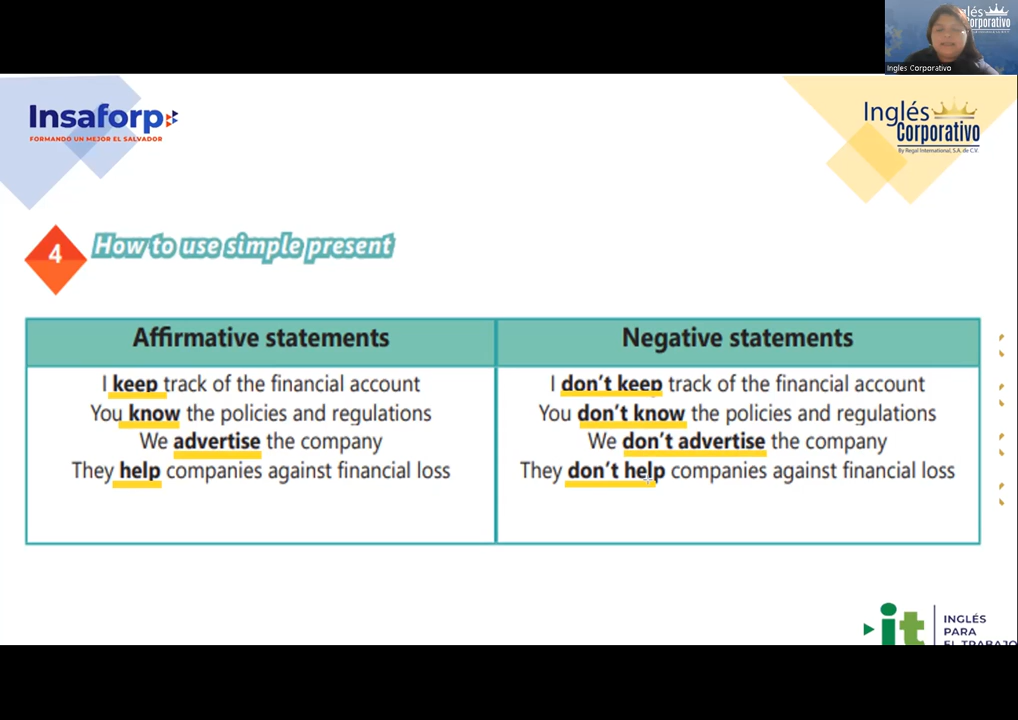 lés
orporativo
Ingles Corporativo
Insaforp
FORMANDO UN MEJOR EL SALVADOR
Inglés
Corporativo
By Regal International, S.A. de C.V.
4
How to use simple present
Affirmative statements
I keep track of the financial account
You know the policies and regulations
We advertise the company
They help companies against financial loss
Negative statements
I don't keep track of the financial account
You don't know the policies and regulations
We don't advertise the company
They don't help companies against financial loss
it
INGLÉS
PARA
EL TRABAJO